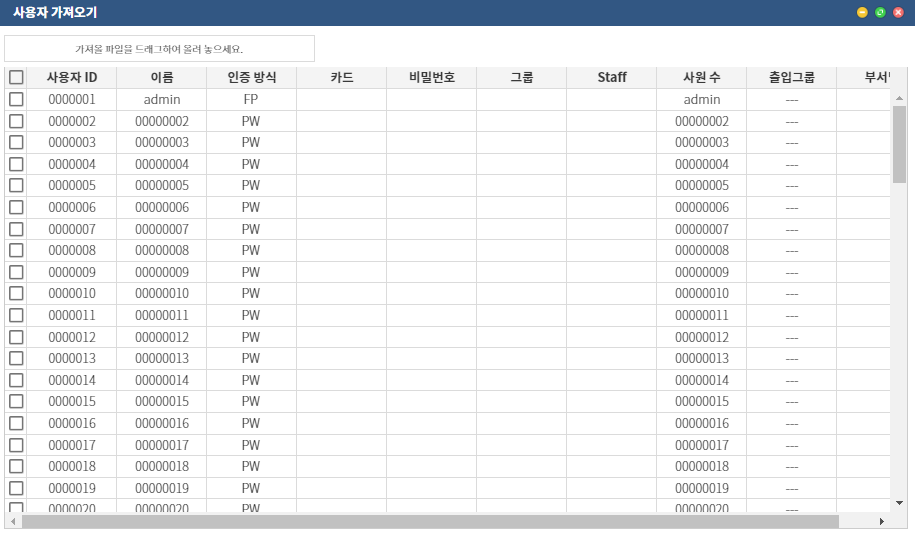 사용자 가져오기
가져올 파일을 드래그하여 올려 놓으세요.
사용자 ID 이름 인증 방식 카드 비밀번호 그룹 Staff 사원 수 출입그룹
0000001 admin FP admin ---
0000002 00000002 PW 00000002 ---
0000003 00000003 PW 00000003 ---
0000004 00000004 PW 00000004 ---
0000005 00000005 PW 00000005 ---
0000006 00000006 PW 00000006 ---
0000007 00000007 PW 00000007 ---
0000008 00000008 PW 00000008 ---
0000009 00000009 PW 00000009 ---
0000010 00000010 PW 00000010 ---
0000011 00000011 PW 00000011 ---
0000012 00000012 PW 00000012 ---
0000013 00000013 PW 00000013 ---
0000014 00000014 PW 00000014 ---
0000015 00000015 PW 00000015 ---
0000016 00000016 PW 00000016 ---
0000017 00000017 PW 00000017 ---
0000018 00000018 PW 00000018 ---
0000019 00000019 PW 00000019 ---
0000020 00000020 PW 00000020 ---